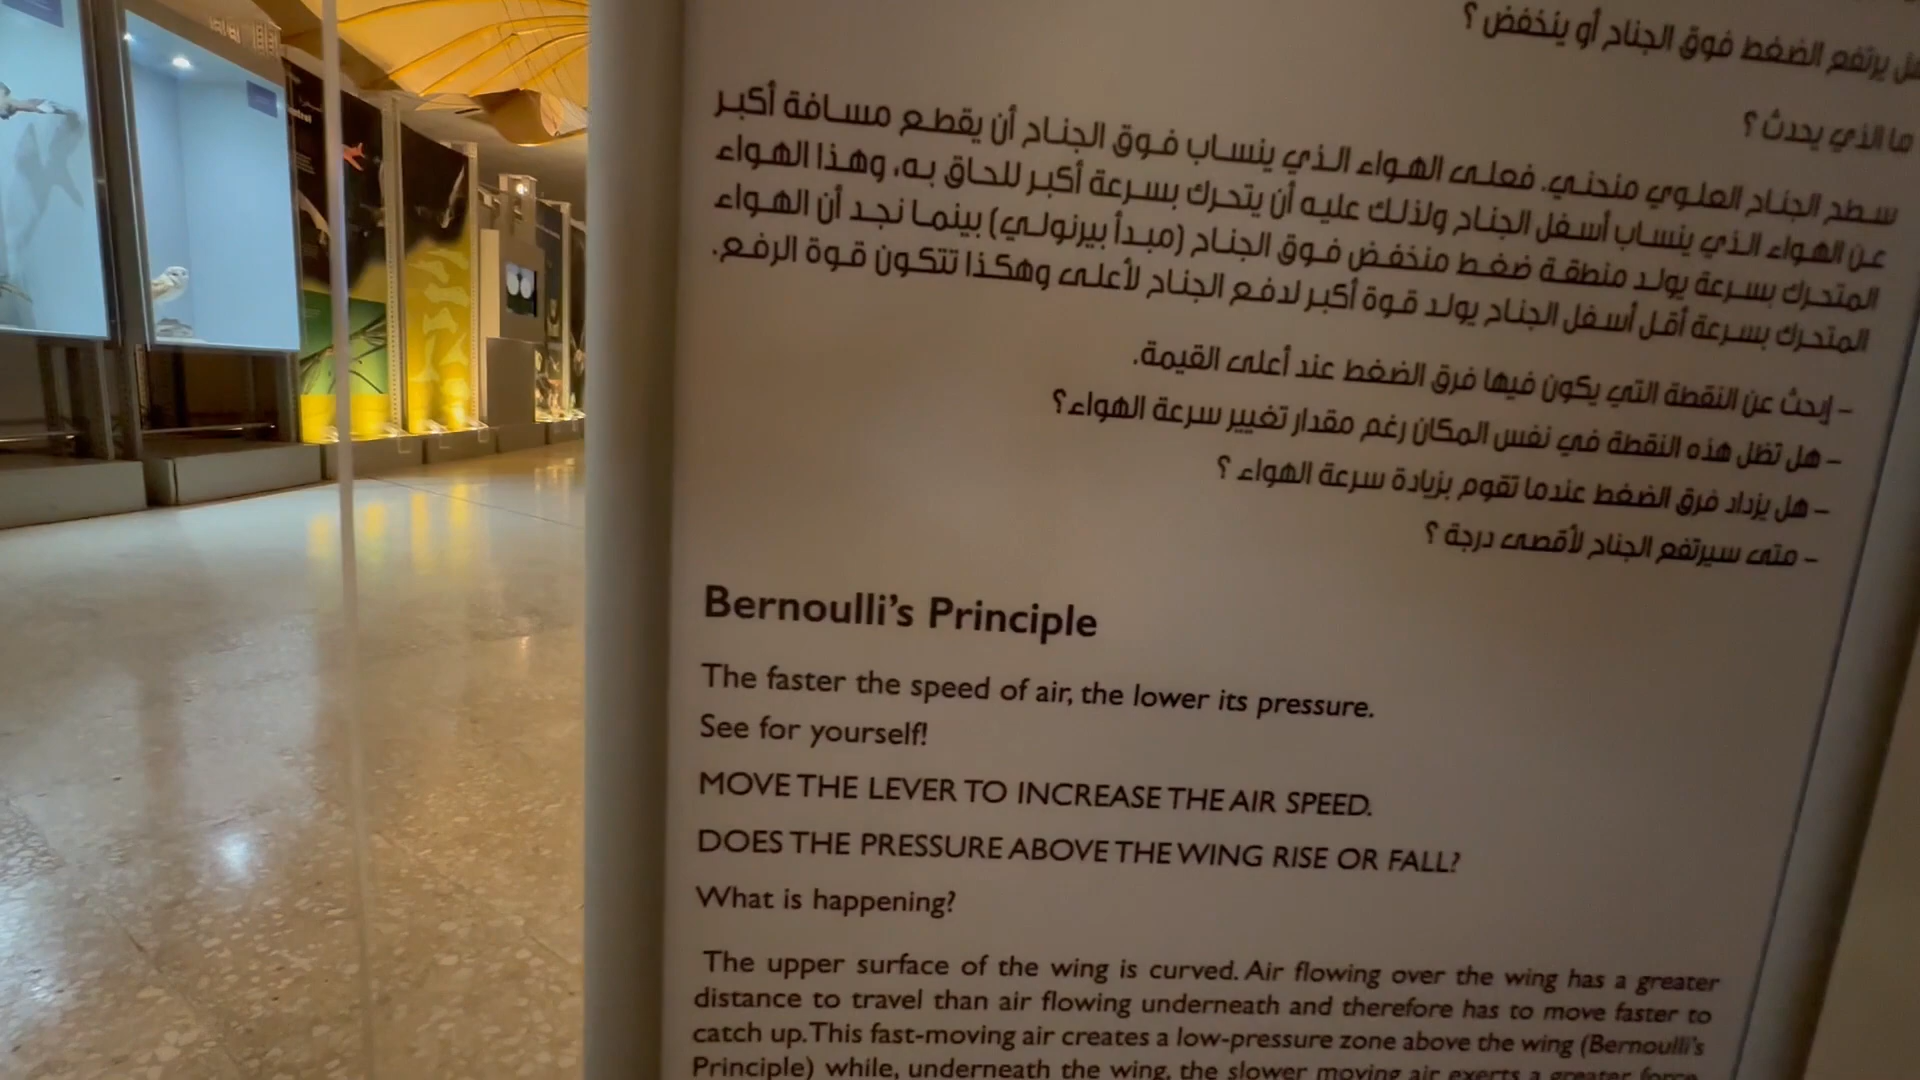 هل يرتفع الضغط فوق الجناح أو ينخفض ؟
ما الذي يحدث ؟
سطح الجناح العلوي منحني. فعلى الهواء الذي ينساب فوق الجناح أن يقطع مسافة أكبر
عن الهواء الذي ينساب أسفل الجناح ولذلك عليه أن يتحرك بسرعة أكبر للحاق به، وهذا الهواء
المتحرك بسرعة يولد منطقة ضغط منخفض فوق الجناح (مبدأ بيرنولي) بينما نجد أن الهواء
المتحرك بسرعة أقل أسفل الجناح يولد قوة أكبر لدفع الجناح لأعلى وهكذا تتكون قوة الرفع.
– إبحث عن النقطة التي يكون فيها فرق الضغط عند أعلى القيمة.
– هل تظل هذه النقطة في نفس المكان رغم مقدار تغيير سرعة الهواء؟
– هل يزداد فرق الضغط عندما تقوم بزيادة سرعة الهواء ؟
– متى سيرتفع الجناح لأقصى درجة ؟
Bernoulli's Principle
The faster the speed of air, the lower its pressure.
See for yourself!
MOVE THE LEVER TO INCREASE THE AIR SPEED.
DOES THE PRESSURE ABOVE THE WING RISE OR FALL?
What is happening?
The upper surface of the wing is curved. Air flowing over the wing has a greater
distance to travel than air flowing underneath and therefore has to move faster to
catch up. This fast-moving air creates a low-pressure zone above the wing (Bernoulli's
Principle) while, underneath the wing, the slower moving air exerts a greater force